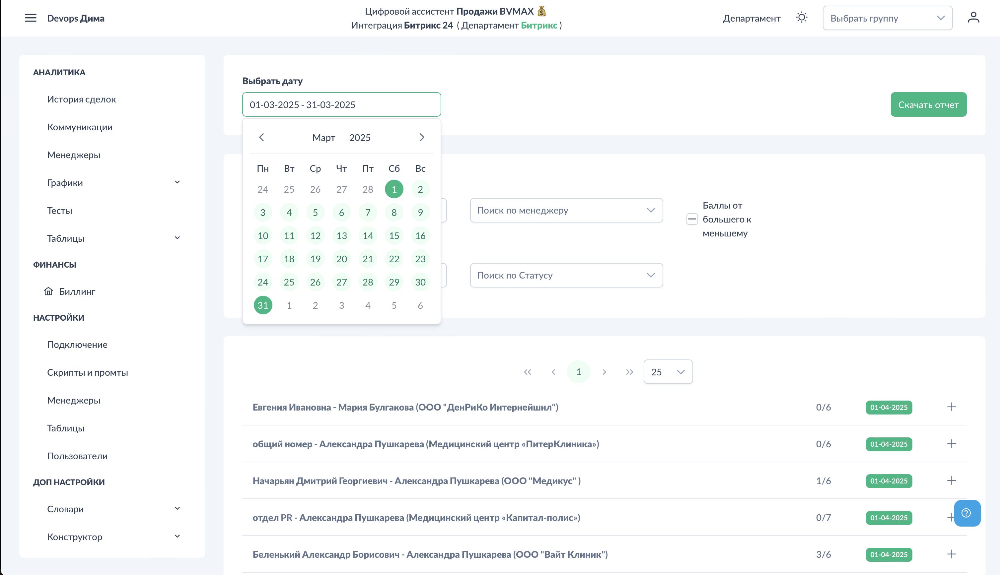 Devops Дима
Цифровой ассистент Продажи BVMAX 💰
Интеграция Битрикс 24 ( Департамент Битрикс )
Департамент
Выбрать группу
АНАЛИТИКА
История сделок
Коммуникации
Менеджеры
Графики
Тесты
Таблицы
ФИНАНСЫ
Биллинг
НАСТРОЙКИ
Подключение
Скрипты и промты
Менеджеры
Таблицы
Пользователи
ДОП НАСТРОЙКИ
Словари
Конструктор
Выбрать дату
01-03-2025 - 31-03-2025
Скачать отчет
Март 2025
Пн Вт Ср Чт Пт Сб Вс
24 25 26 27 28 1 2
3 4 5 6 7 8 9
10 11 12 13 14 15 16
17 18 19 20 21 22 23
24 25 26 27 28 29 30
31 1 2 3 4 5 6
Поиск по менеджеру
Баллы от
большего к
меньшему
Поиск по Статусу
1
25
Евгения Ивановна - Мария Булгакова (ООО "ДенРиКо Интернейшнл") 0/6 01-04-2025
общий номер - Александра Пушкарева (Медицинский центр «ПитерКлиника») 0/6 01-04-2025
Начарьян Дмитрий Георгиевич - Александра Пушкарева (ООО "Медикус" ) 1/6 01-04-2025
отдел PR - Александра Пушкарева (Медицинский центр «Капитал-полис») 0/7 01-04-2025
Беленький Александр Борисович - Александра Пушкарева (ООО "Вайт Клиник") 3/6 01-04-2025